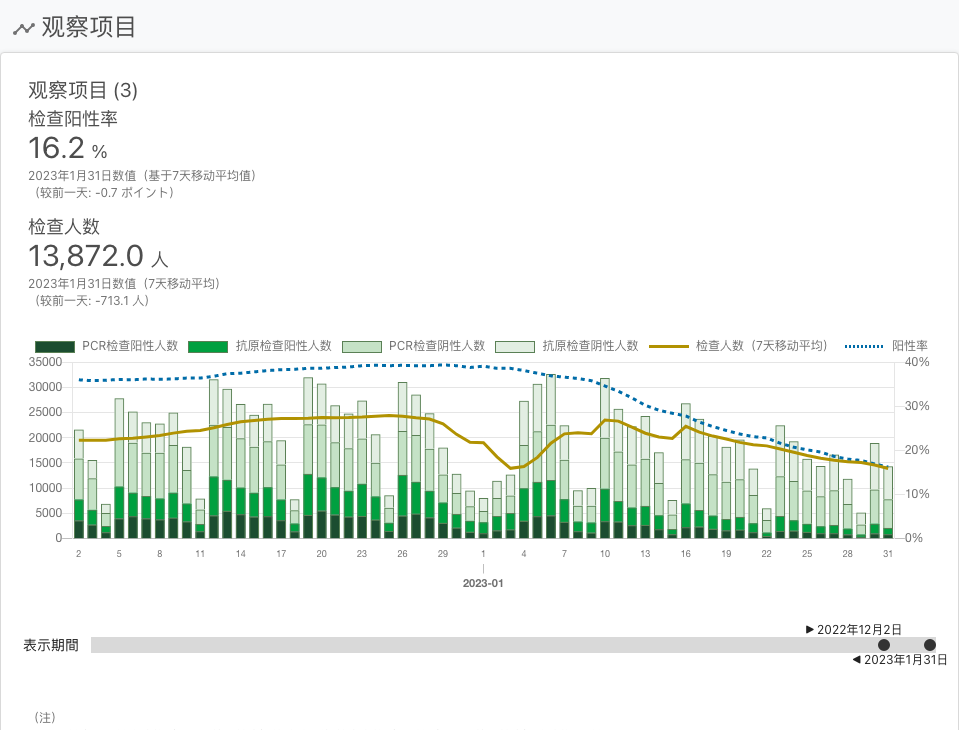 观察项目
观察项目 (3)
检查阳性率
16.2 %
2023年1月31日数值（基于7天移动平均值）
（较前一天: -0.7 ポイント）
检查人数
13,872.0 人
2023年1月31日数值（7天移动平均）
（较前一天: -713.1 人）
PCR检查阳性人数 抗原检查阳性人数 PCR检查阴性人数 抗原检查阴性人数 检查人数（7天移动平均） 阳性率
35000 40%
30000
25000 30%
20000
15000 20%
10000 10%
5000
0 0%
2 5 8 11 14 17 20 23 26 29 1 4 7 10 13 16 19 22 25 28 31
2023-01
▶ 2022年12月2日
表示期間
◀ 2023年1月31日
（注）